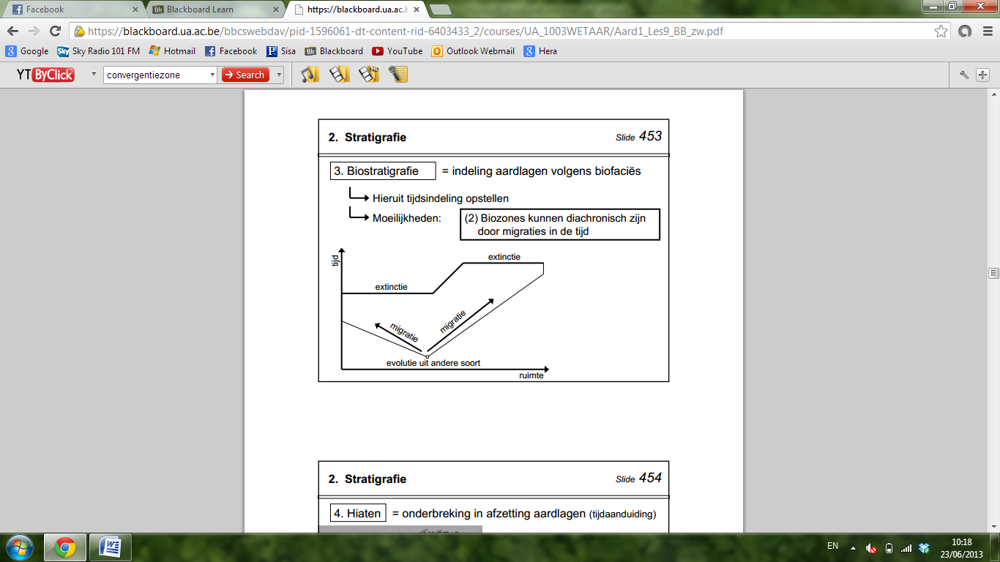 Facebook
Blackboard Learn
https://blackboard.ua.ac.b
https://blackboard.ua.ac.be/bbcswebdav/pid-1596061-dt-content-rid-6403433_2/courses/UA_1003WETAAR/Aard1_Les9_BB_zw.pdf
Google Sky Radio 101 FM Hotmail Facebook Sisa Blackboard YouTube Outlook Webmail Hera
YT ByClick convergentiezone Search
2. Stratigrafie Slide 453
3. Biostratigrafie = indeling aardlagen volgens biofaciës
Hieruit tijdsindeling opstellen
Moeilijkheden: (2) Biozones kunnen diachronisch zijn
door migraties in de tijd
tijd
extinctie
extinctie
migratie
migratie
evolutie uit andere soort
ruimte
2. Stratigrafie Slide 454
4. Hiaten = onderbreking in afzetting aardlagen (tijdaanduiding)
EN
10:18
23/06/2013